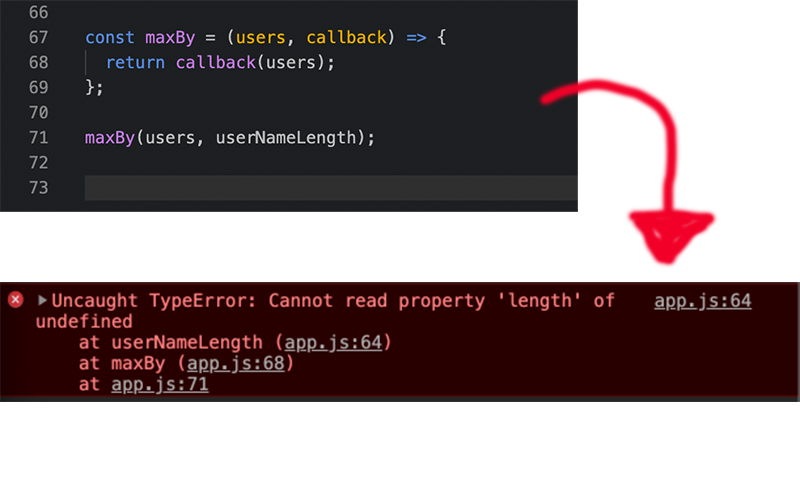 66
67 const maxBy = (users, callback) => {
68 return callback(users);
69 };
70
71 maxBy(users, userNameLength);
72
73
Uncaught TypeError: Cannot read property 'length' of app.js:64
undefined
at userNameLength (app.js:64)
at maxBy (app.js:68)
at app.js:71